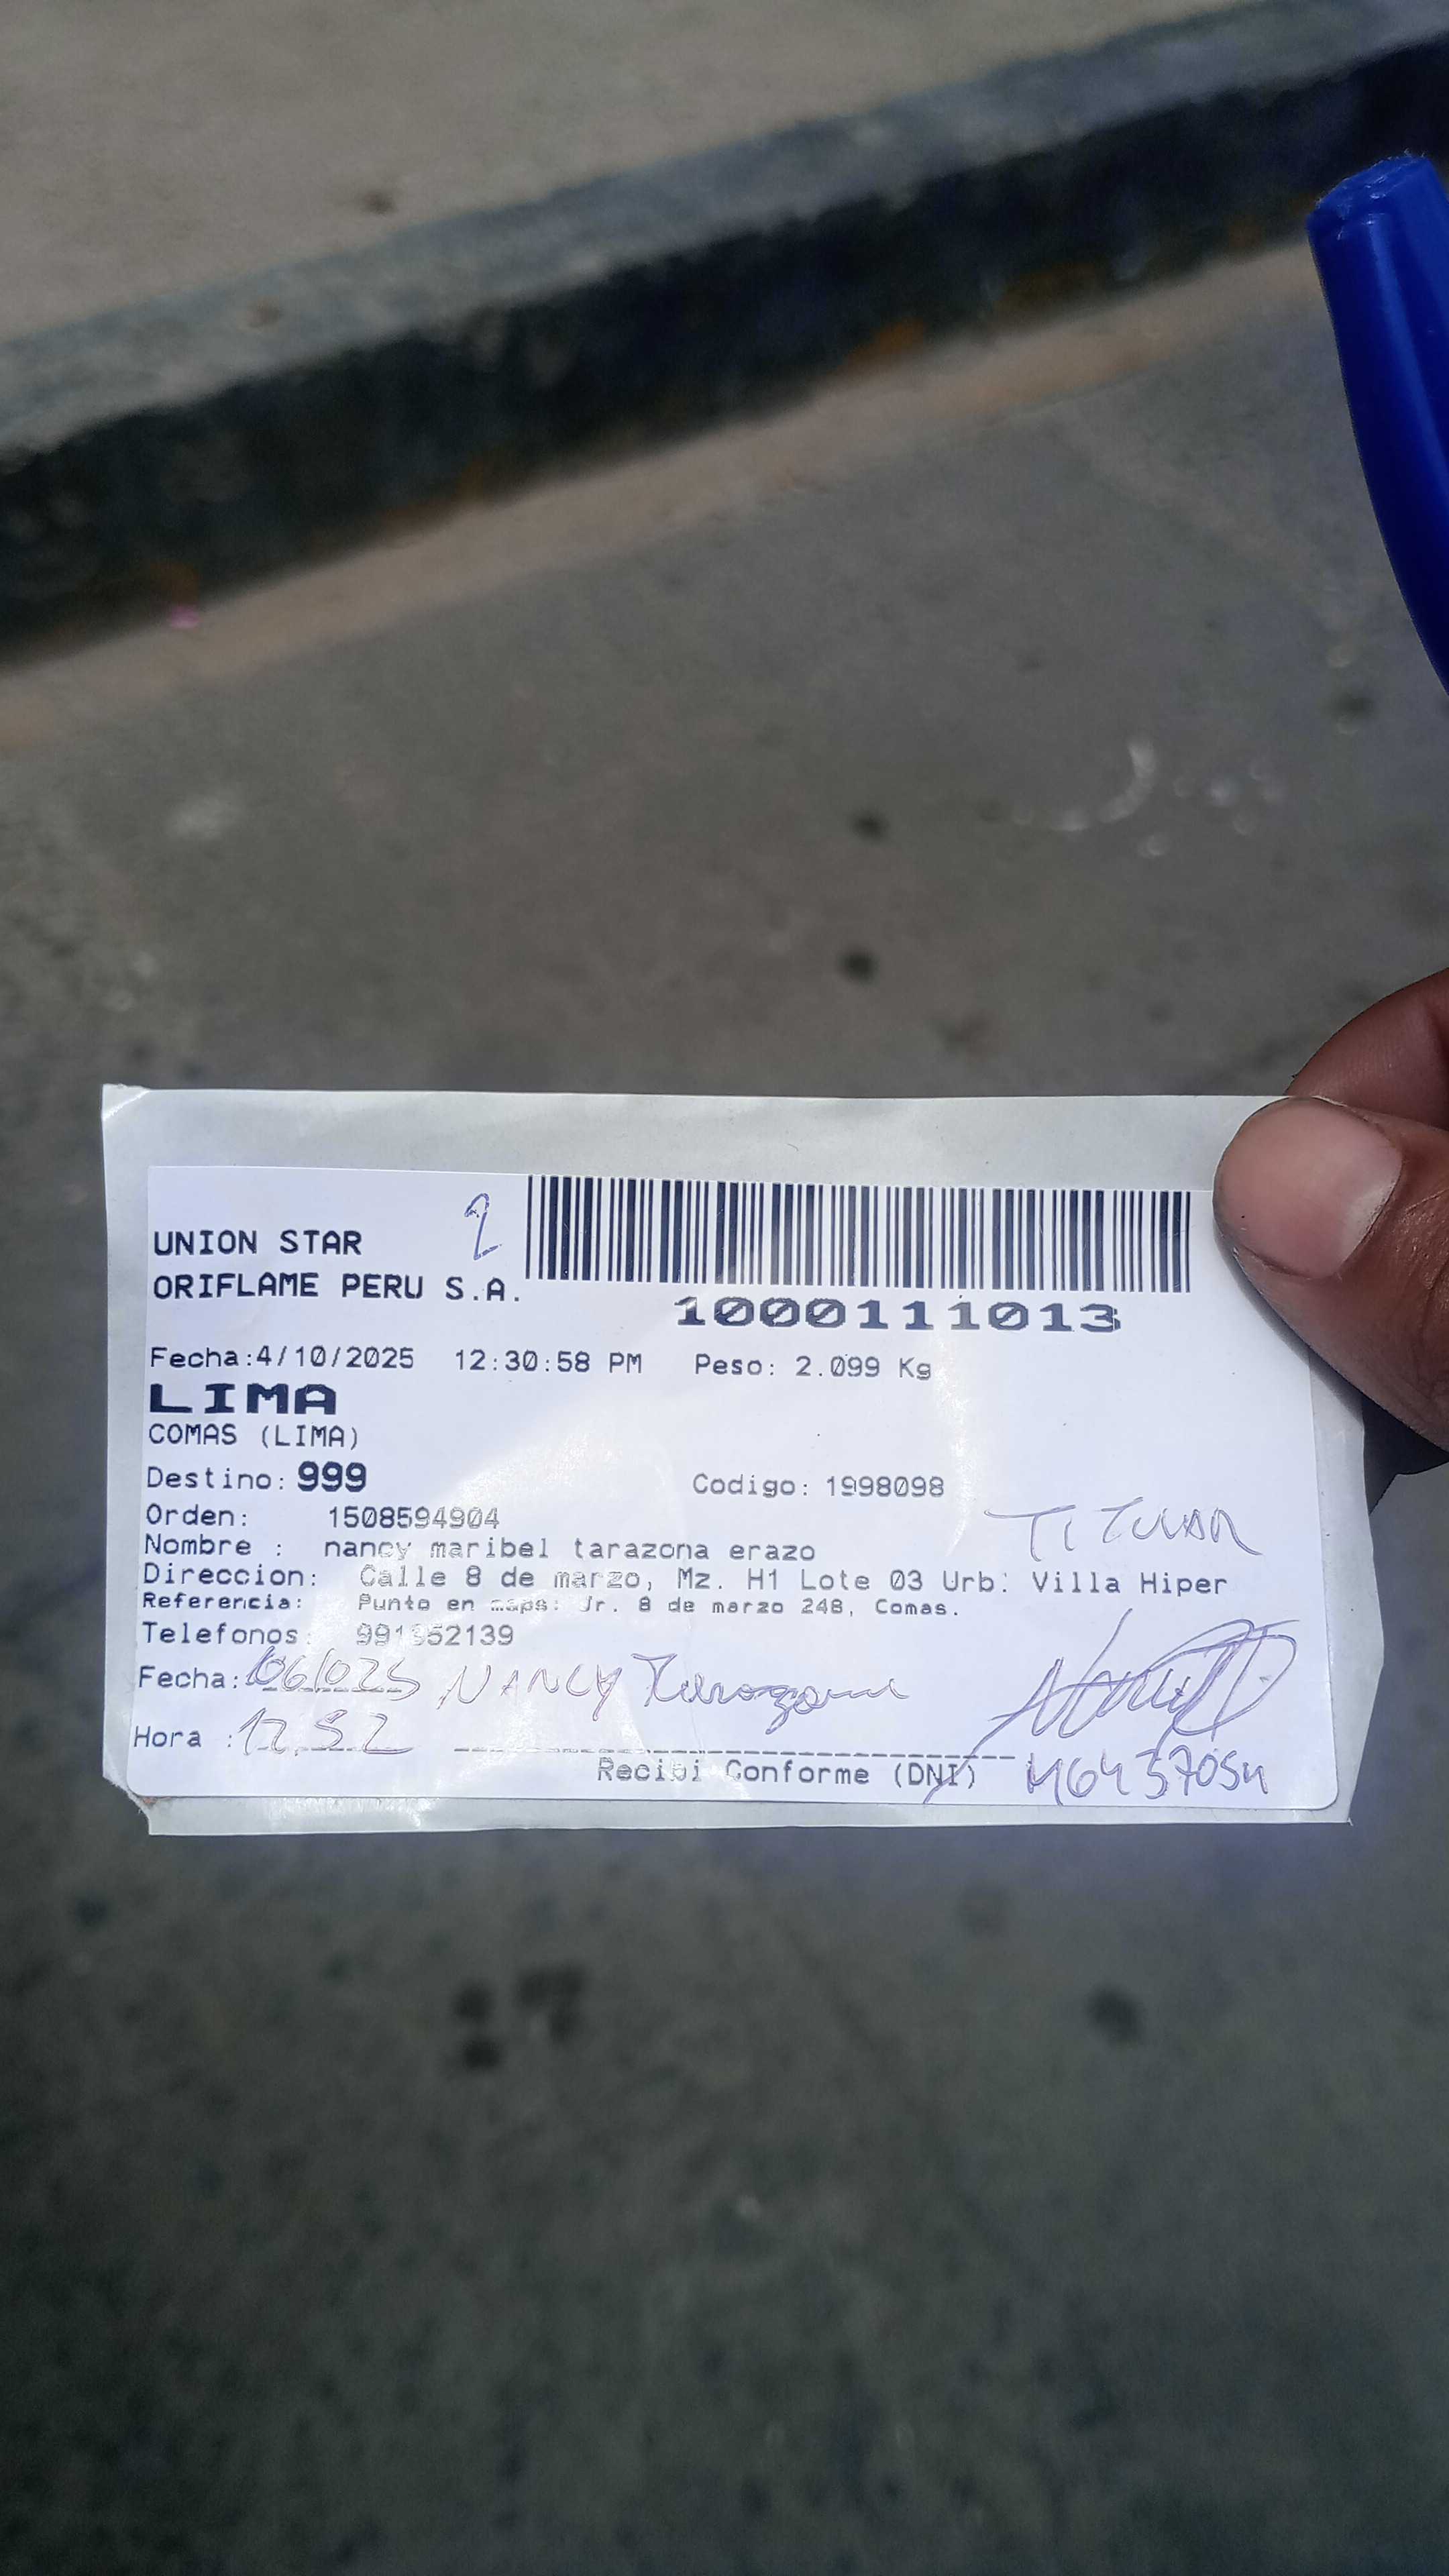 UNION STAR 2
ORIFLAME PERU S.A.
1000111013
Fecha:4/10/2025 12:30:58 PM Peso: 2.099 Kg
LIMA
COMAS (LIMA)
Destino: 999 Codigo: 1998098
Orden: 1508594904
TITULAR
Nombre : nancy maribel tarazona erazo
Direccion: Calle 8 de marzo, Mz. H1 Lote 03 Urb: Villa Hiper
Referencia: Punto en maps: Jr. 8 de marzo 248, Comas.
Telefonos:
Fecha: NANCY Tarazona
Hora : 12.52
Recibi Conforme (DNI)